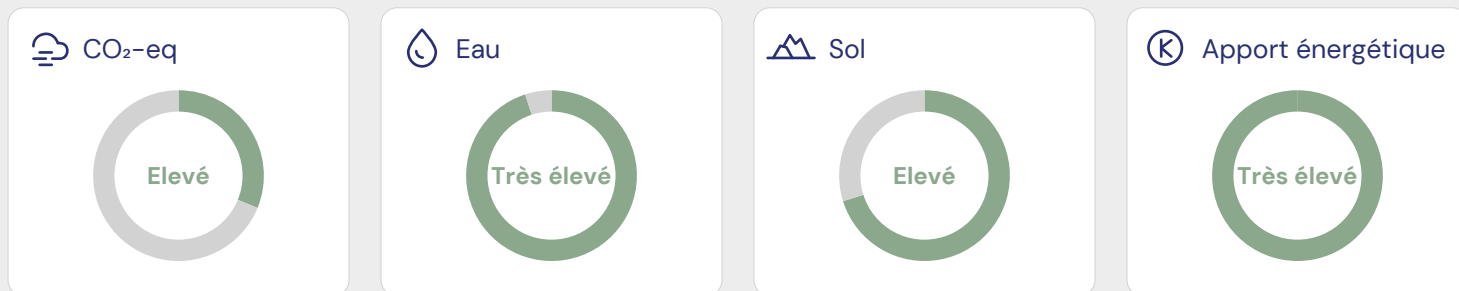 CO₂-eq
Elevé
Eau
Très élevé
Sol
Elevé
Apport énergétique
Très élevé